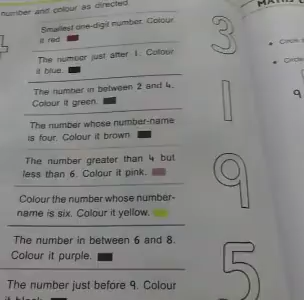 number and colour as directed.
Smallest one-digit number. Colour
it red.
The number just after 1. Colour
it blue.
The number in between 2 and 4.
Colour it green.
The number whose number-name
is four. Colour it brown.
The number greater than 4 but
less than 6. Colour it pink.
Colour the number whose number-
name is six. Colour it yellow.
The number in between 6 and 8.
Colour it purple.
The number just before 9. Colour
3
1
9
5
Circle
9